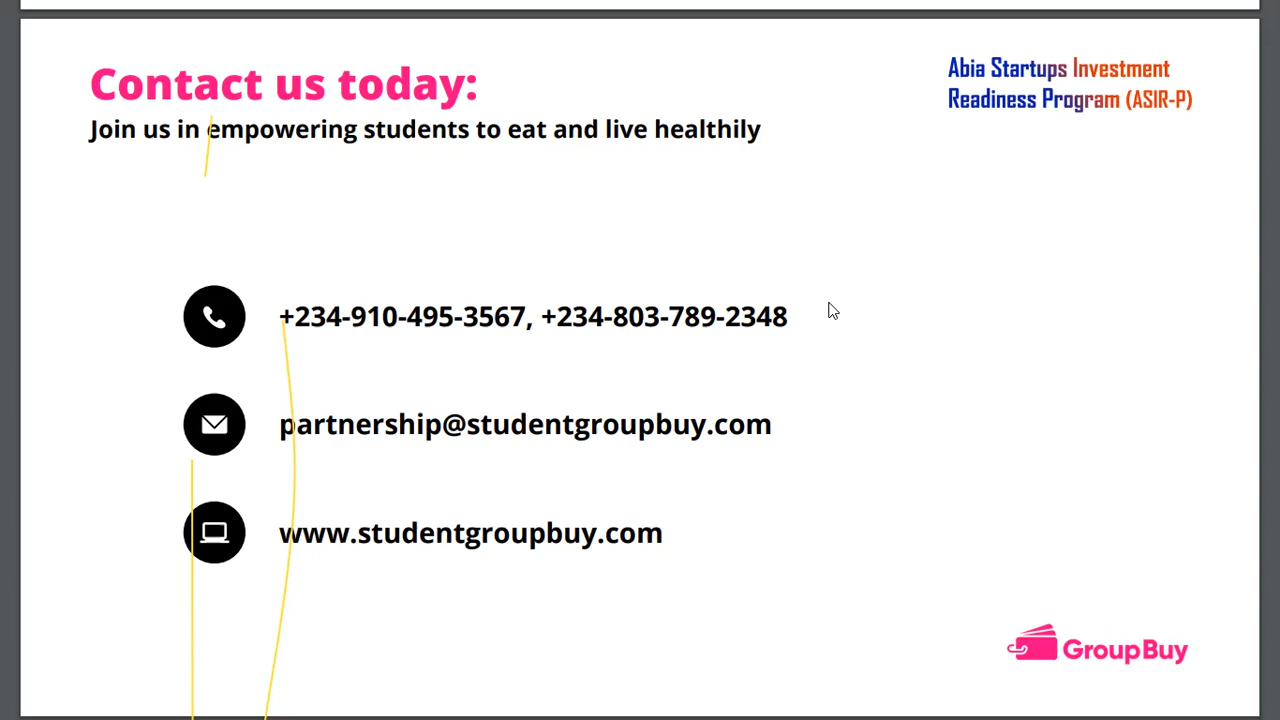 Contact us today:
Join us in empowering students to eat and live healthily
Abia Startups Investment
Readiness Program (ASIR-P)
+234-910-495-3567, +234-803-789-2348
partnership@studentgroupbuy.com
www.studentgroupbuy.com
GroupBuy